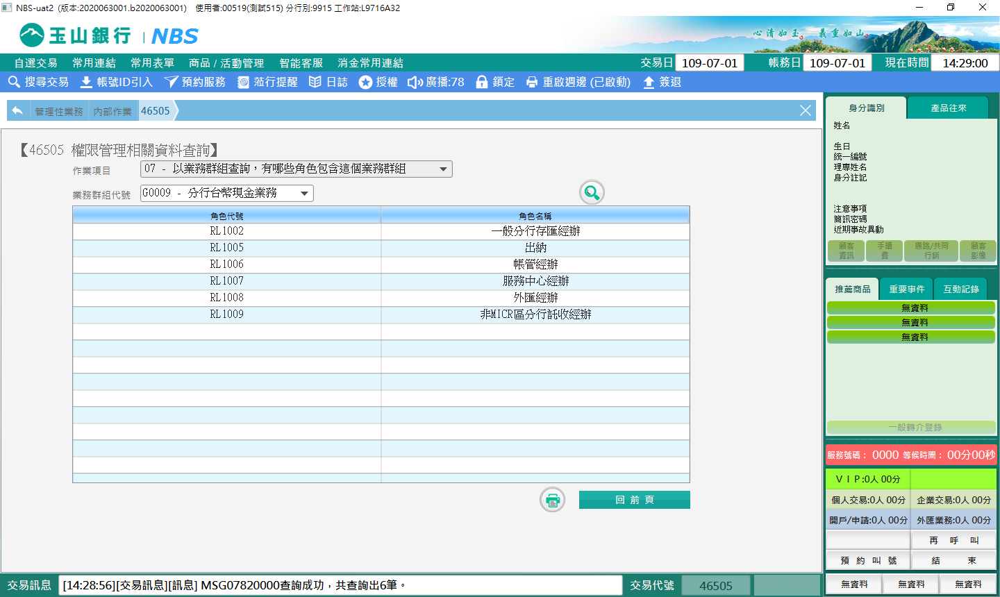 NBS-uat2 (版本:2020063001.b2020063001) 使用者:00519(測試515) 分行別:9915 工作站:L9716A32
玉山銀行 NBS
心清如玉。 義重如山。
自選交易 常用連結 常用表單 商品 / 活動管理 智能客服 消金常用連結
交易日 109-07-01 帳務日 109-07-01 現在時間 14:29:00
搜尋交易 帳號ID引入 預約服務 蒞行提醒 日誌 授權 廣播:78 鎖定 重啟週邊 (已啟動) 簽退
管理性業務 內部作業 46505
【46505 權限管理相關資料查詢】
作業項目 07 - 以業務群組查詢，有哪些角色包含這個業務群組
業務群組代號 G0009 - 分行台幣現金業務
角色代號 角色名稱
RL1002 一般分行存匯經辦
RL1005 出納
RL1006 帳管經辦
RL1007 服務中心經辦
RL1008 外匯經辦
RL1009 非MICR區分行託收經辦
回 前 頁
身分識別 產品往來
姓名
生日
統一編號
理專姓名
身分註記
注意事項
簡訊密碼
近期事故異動
顧客資訊 手續費 通路/共同行銷 顧客影像
推薦商品 重要事件 互動記錄
無資料
無資料
無資料
一般轉介登錄
服務號碼： 0000 等候時間： 00分00秒
ＶＩＰ:0人 00分
個人交易:0人 00分 企業交易:0人 00分
開戶/申請:0人 00分 外匯業務:0人 00分
再 呼 叫
預 約 叫 號 結 束
無資料 無資料 無資料
交易訊息 [14:28:56][交易訊息][訊息] MSG07820000查詢成功，共查詢出6筆。 交易代號 46505